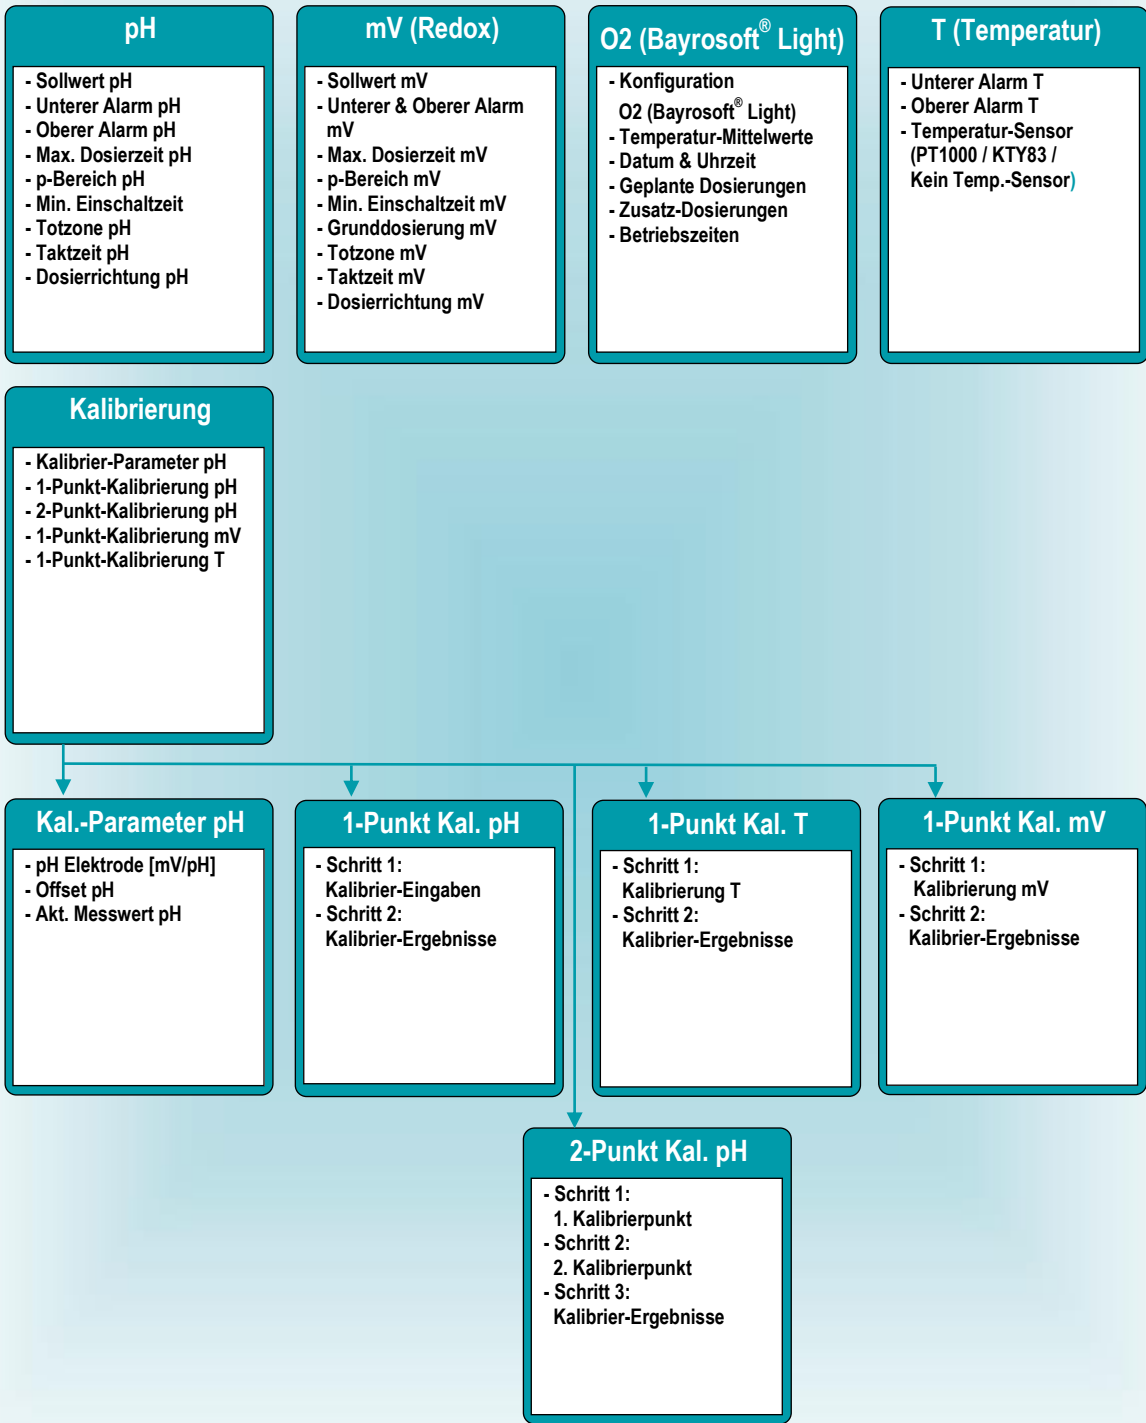 pH
- Sollwert pH
- Unterer Alarm pH
- Oberer Alarm pH
- Max. Dosierzeit pH
- p-Bereich pH
- Min. Einschaltzeit
- Totzone pH
- Taktzeit pH
- Dosierrichtung pH
mV (Redox)
- Sollwert mV
- Unterer & Oberer Alarm
mV
- Max. Dosierzeit mV
- p-Bereich mV
- Min. Einschaltzeit mV
- Grunddosierung mV
- Totzone mV
- Taktzeit mV
- Dosierrichtung mV
O2 (Bayrosoft® Light)
- Konfiguration
O2 (Bayrosoft® Light)
- Temperatur-Mittelwerte
- Datum & Uhrzeit
- Geplante Dosierungen
- Zusatz-Dosierungen
- Betriebszeiten
T (Temperatur)
- Unterer Alarm T
- Oberer Alarm T
- Temperatur-Sensor
(PT1000 / KTY83 /
Kein Temp.-Sensor)
Kalibrierung
- Kalibrier-Parameter pH
- 1-Punkt-Kalibrierung pH
- 2-Punkt-Kalibrierung pH
- 1-Punkt-Kalibrierung mV
- 1-Punkt-Kalibrierung T
Kal.-Parameter pH
- pH Elektrode [mV/pH]
- Offset pH
- Akt. Messwert pH
1-Punkt Kal. pH
- Schritt 1:
Kalibrier-Eingaben
- Schritt 2:
Kalibrier-Ergebnisse
1-Punkt Kal. T
- Schritt 1:
Kalibrierung T
- Schritt 2:
Kalibrier-Ergebnisse
1-Punkt Kal. mV
- Schritt 1:
Kalibrierung mV
- Schritt 2:
Kalibrier-Ergebnisse
2-Punkt Kal. pH
- Schritt 1:
1. Kalibrierpunkt
- Schritt 2:
2. Kalibrierpunkt
- Schritt 3:
Kalibrier-Ergebnisse